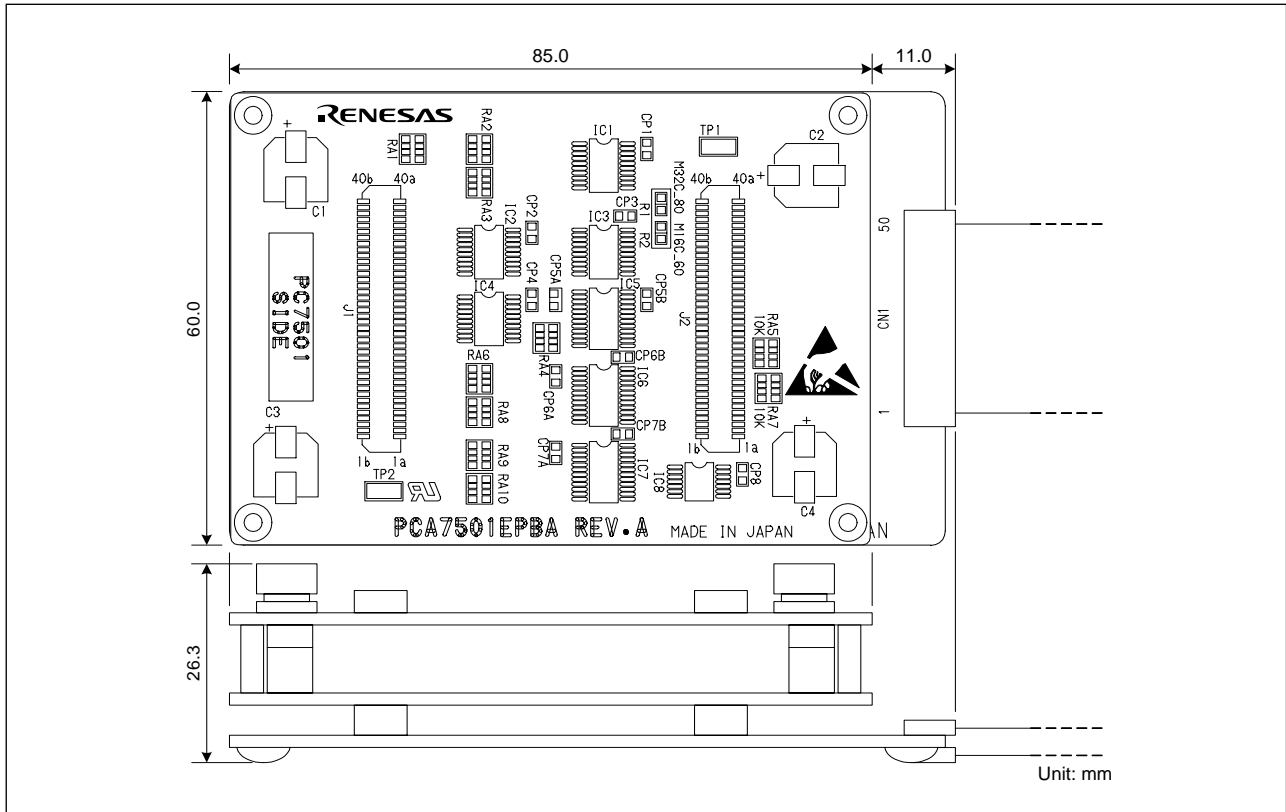 85.0
11.0
60.0
26.3
RENESAS
RA1
RA2
RA3
IC2
CP2
IC1
CP1
CP3
IC3
R1
R2
M32C_80
M16C_60
TP1
C2
+
+
C1
40b 40a
40b 40a
J1
J2
PC7501
SIDE
IC4
CP4
CP5A
IC5
CP5B
RA4
CP6A
CP6B
IC6
RA6
RA8
CP7B
CP7A
IC7
RA9
RA10
RA5
10K
RA7
10K
50
CN1
1
C3
+
1b 1a
1b 1a
TP2
IC8
CP8
+
C4
PCA7501EPBA REV.A MADE IN JAPAN
AN
Unit: mm